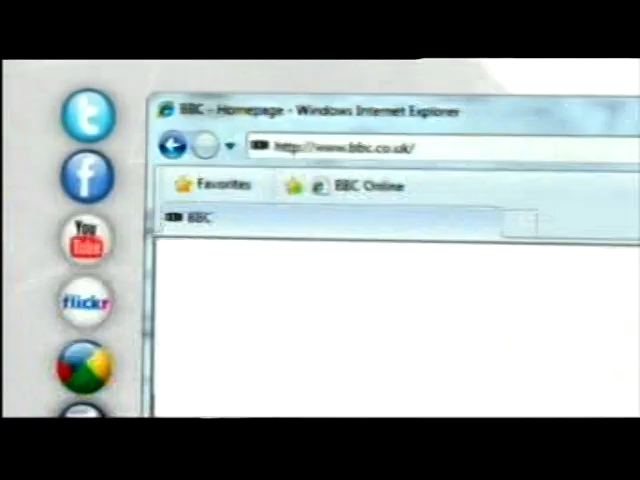 BBC - Homepage - Windows Internet Explorer
http://www.bbc.co.uk/
Favorites BBC Online
BBC
t
f
You
Tube
flickr